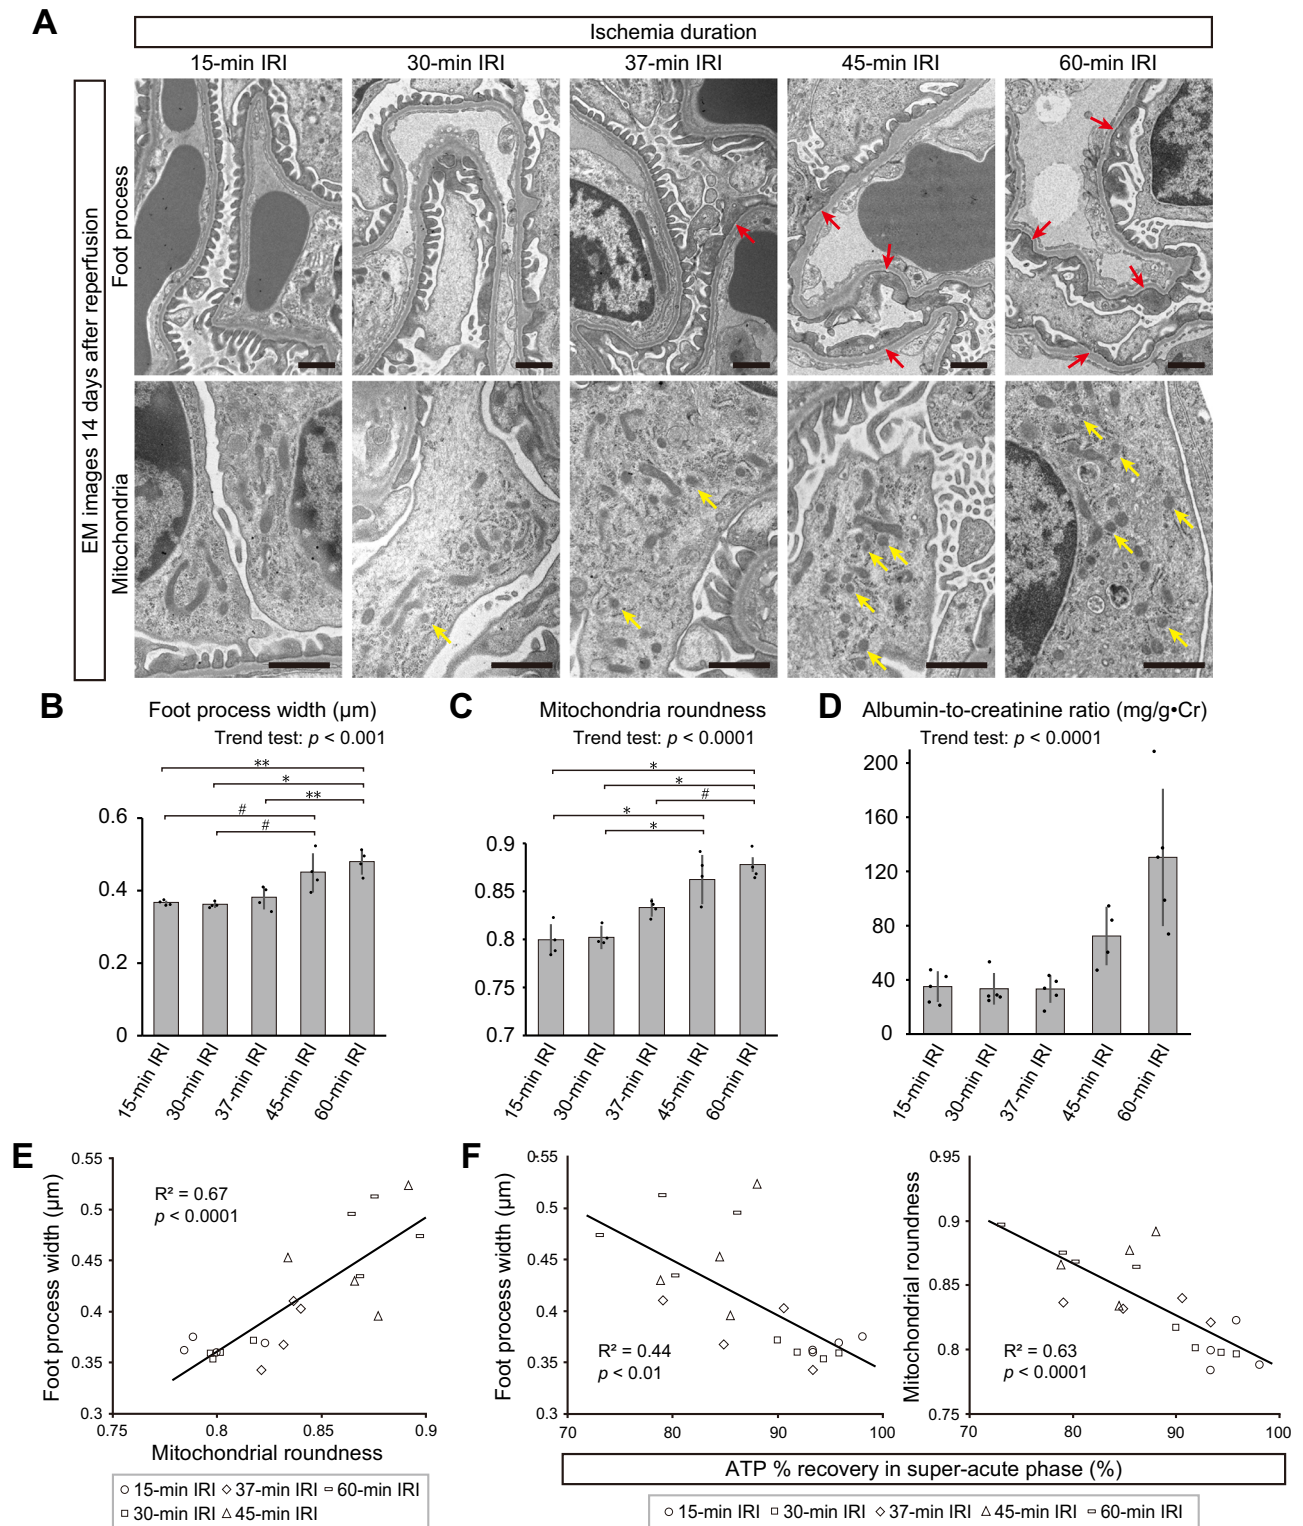 A
Ischemia duration
15-min IRI 30-min IRI 37-min IRI 45-min IRI 60-min IRI
EM images 14 days after reperfusion
Foot process
Mitochondria
B
Foot process width (µm)
Trend test: p < 0.001
**
*
**
#
#
0.6
0.4
0.2
0
15-min IRI
30-min IRI
37-min IRI
45-min IRI
60-min IRI
C
Mitochondria roundness
Trend test: p < 0.0001
*
*
#
*
*
0.9
0.85
0.8
0.75
0.7
15-min IRI
30-min IRI
37-min IRI
45-min IRI
60-min IRI
D
Albumin-to-creatinine ratio (mg/g•Cr)
Trend test: p < 0.0001
200
160
120
80
40
0
15-min IRI
30-min IRI
37-min IRI
45-min IRI
60-min IRI
E
Foot process width (µm)
0.55
0.5
0.45
0.4
0.35
0.3
R² = 0.67
p < 0.0001
0.75 0.8 0.85 0.9
Mitochondrial roundness
15-min IRI 37-min IRI 60-min IRI
30-min IRI 45-min IRI
F
Foot process width (µm)
0.55
0.5
0.45
0.4
0.35
0.3
R² = 0.44
p < 0.01
70 80 90 100
Mitochondrial roundness
0.95
0.9
0.85
0.8
0.75
R² = 0.63
p < 0.0001
70 80 90 100
ATP % recovery in super-acute phase (%)
15-min IRI 30-min IRI 37-min IRI 45-min IRI 60-min IRI